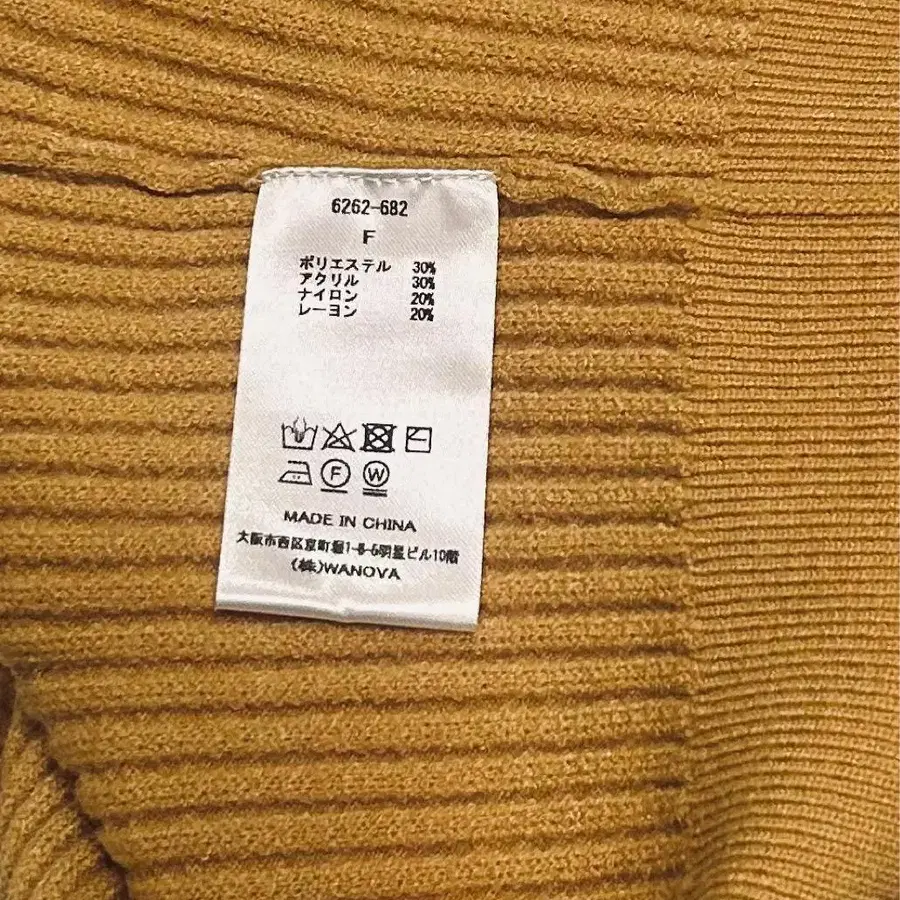 6262-682
F
ポリエステル 30%
アクリル 30%
ナイロン 20%
レーヨン 20%
F W
MADE IN CHINA
大阪市西区京町堀1-8-5明星ビル10階
(株)WANOVA